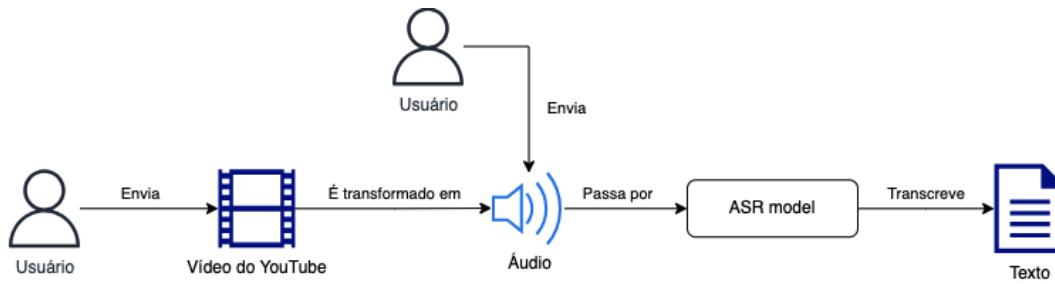 Usuário
Envia
Envia
É transformado em
Passa por
ASR model
Transcreve
Usuário
Vídeo do YouTube
Áudio
Texto